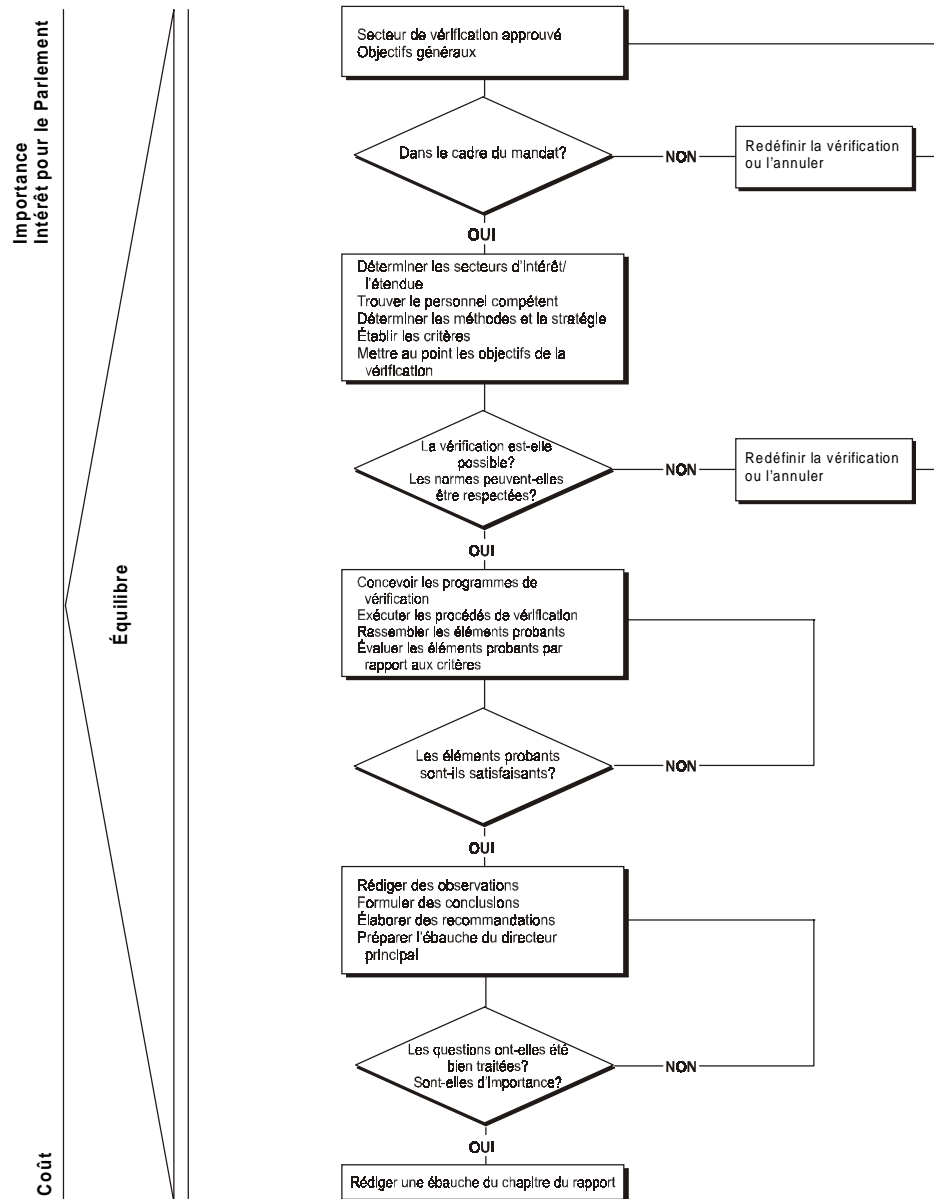 Importance
Intérêt pour le Parlement
Équilibre
Coût
Secteur de vérification approuvé
Objectifs généraux
Dans le cadre du mandat?
NON
Redéfinir la vérification
ou l'annuler
OUI
Déterminer les secteurs d'intérêt/
l'étendue
Trouver le personnel compétent
Déterminer les méthodes et la stratégie
Établir les critères
Mettre au point les objectifs de la
vérification
La vérification est-elle
possible?
Les normes peuvent-elles
être respectées?
NON
Redéfinir la vérification
ou l'annuler
OUI
Concevoir les programmes de
vérification
Exécuter les procédés de vérification
Rassembler les éléments probants
Évaluer les éléments probants par
rapport aux critères
Les éléments probants
sont-ils satisfaisants?
NON
OUI
Rédiger des observations
Formuler des conclusions
Élaborer des recommandations
Préparer l'ébauche du directeur
principal
Les questions ont-elles été
bien traitées?
Sont-elles d'importance?
NON
OUI
Rédiger une ébauche du chapitre du rapport